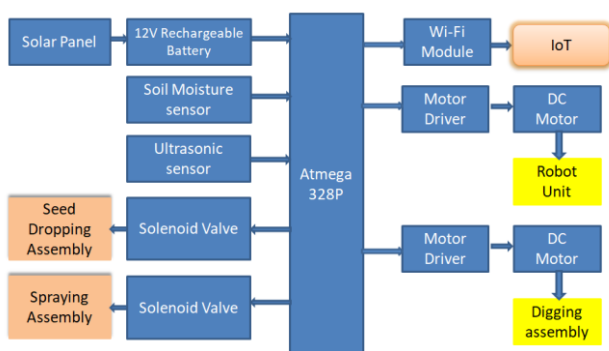 Solar Panel
12V Rechargeable
Battery
Wi-Fi
Module
IoT
Soil Moisture
sensor
Motor
Driver
DC
Motor
Ultrasonic
sensor
Atmega
328P
Robot
Unit
Seed
Dropping
Assembly
Solenoid Valve
Motor
Driver
DC
Motor
Spraying
Assembly
Solenoid Valve
Digging
assembly